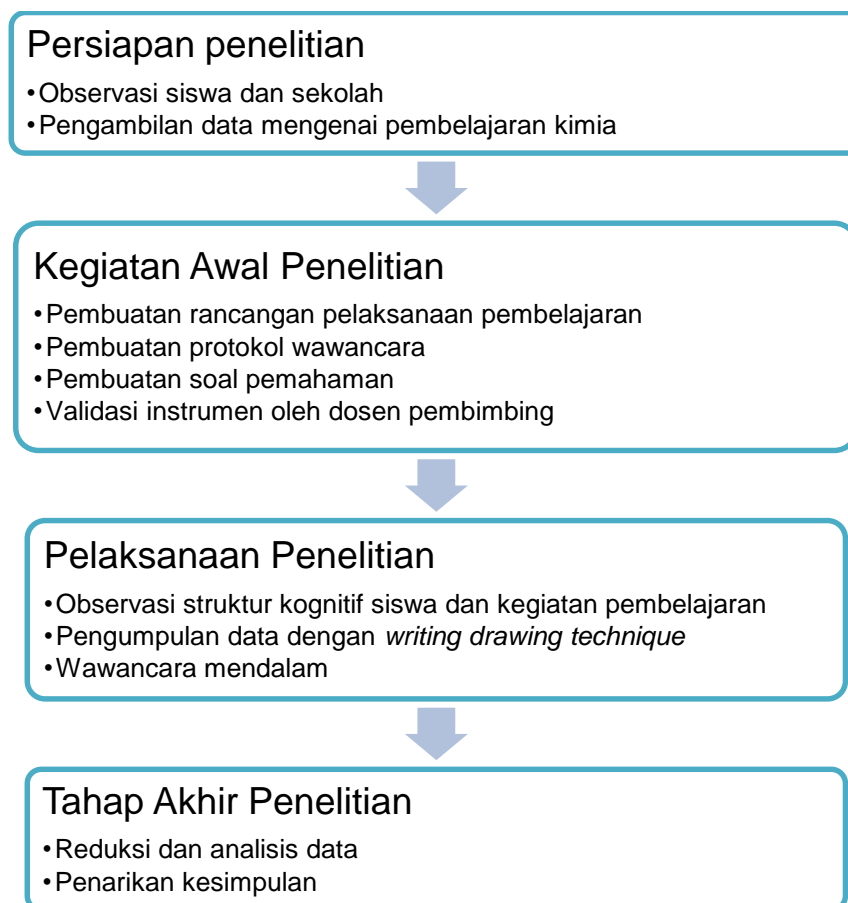 Persiapan penelitian
•Observasi siswa dan sekolah
•Pengambilan data mengenai pembelajaran kimia
Kegiatan Awal Penelitian
•Pembuatan rancangan pelaksanaan pembelajaran
•Pembuatan protokol wawancara
•Pembuatan soal pemahaman
•Validasi instrumen oleh dosen pembimbing
Pelaksanaan Penelitian
•Observasi struktur kognitif siswa dan kegiatan pembelajaran
•Pengumpulan data dengan writing drawing technique
•Wawancara mendalam
Tahap Akhir Penelitian
•Reduksi dan analisis data
•Penarikan kesimpulan